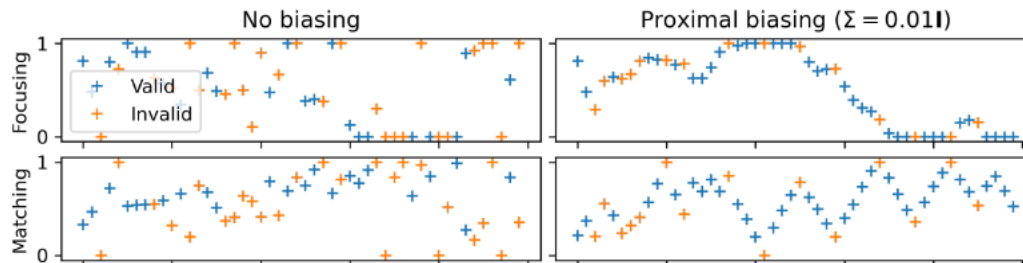 No biasing
Proximal biasing (Σ = 0.01I)
Focusing
1
0
Valid
Invalid
Matching
1
0